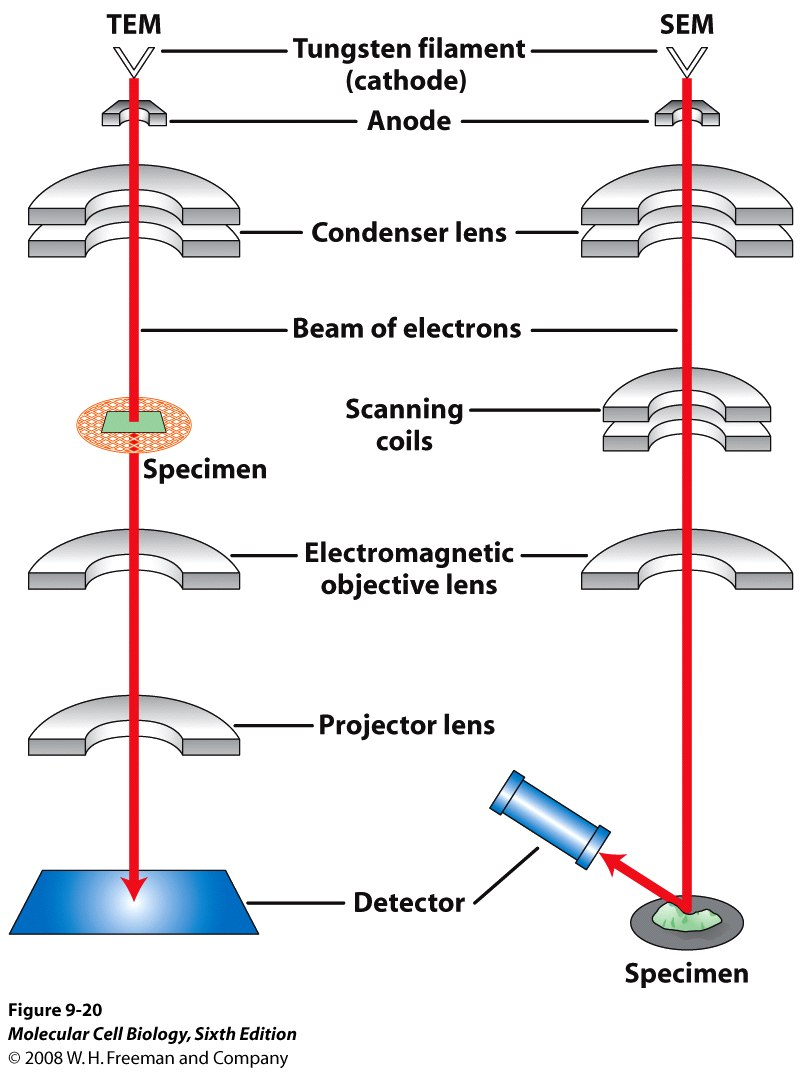 TEM
SEM
Tungsten filament
(cathode)
Anode
Condenser lens
Beam of electrons
Scanning
coils
Specimen
Electromagnetic
objective lens
Projector lens
Detector
Specimen
Figure 9-20
Molecular Cell Biology, Sixth Edition
© 2008 W. H. Freeman and Company